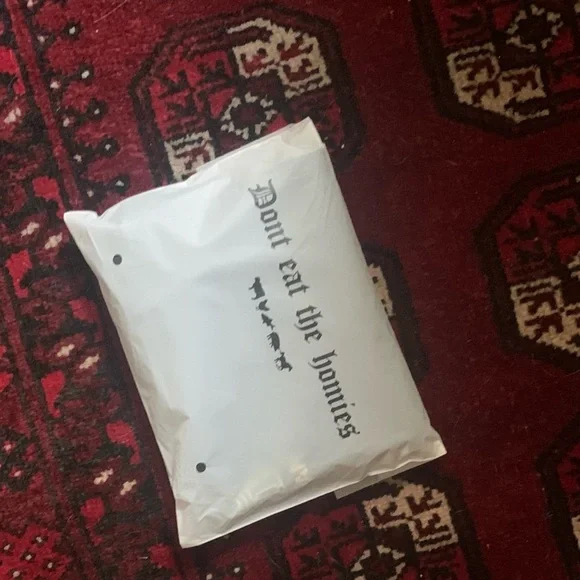 Dont eat the homies